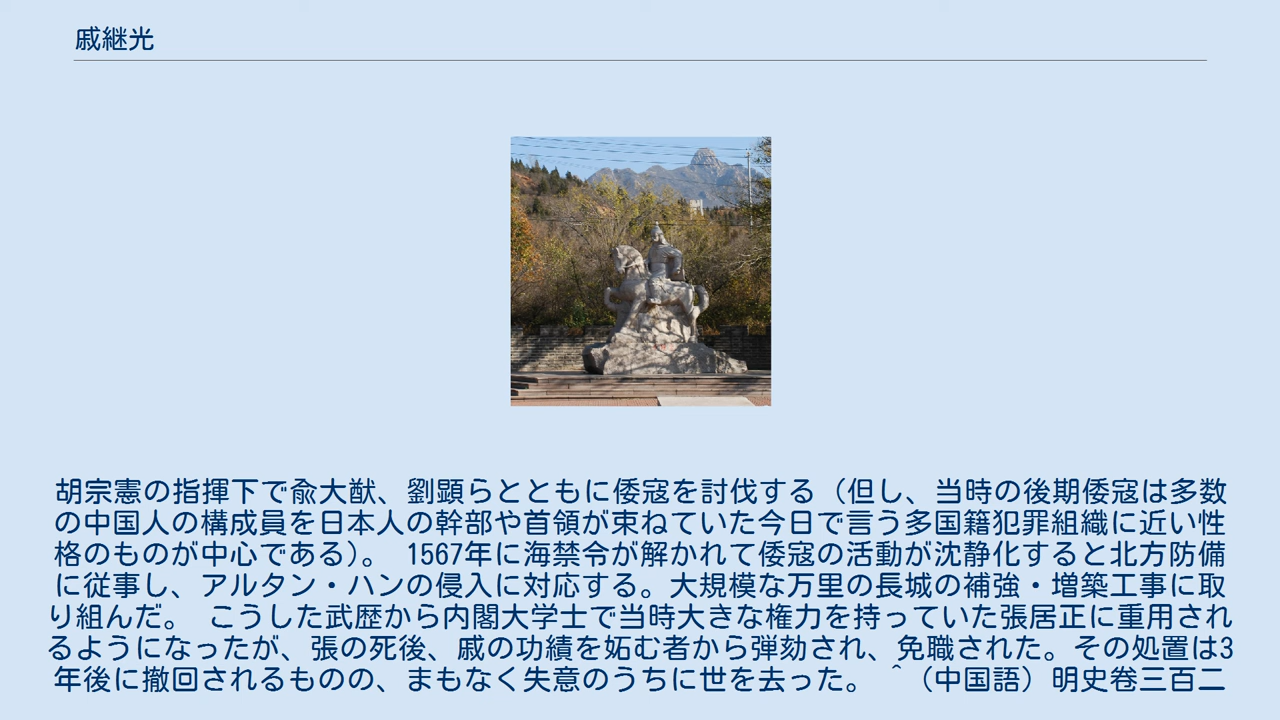 戚継光
胡宗憲の指揮下で兪大猷、劉顕らとともに倭寇を討伐する（但し、当時の後期倭寇は多数
の中国人の構成員を日本人の幹部や首領が束ねていた今日で言う多国籍犯罪組織に近い性
格のものが中心である）。 1567年に海禁令が解かれて倭寇の活動が沈静化すると北方防備
に従事し、アルタン・ハンの侵入に対応する。大規模な万里の長城の補強・増築工事に取
り組んだ。 こうした武歴から内閣大学士で当時大きな権力を持っていた張居正に重用され
るようになったが、張の死後、戚の功績を妬む者から弾劾され、免職された。その処置は3
年後に撤回されるものの、まもなく失意のうちに世を去った。 ^（中国語）明史卷三百二